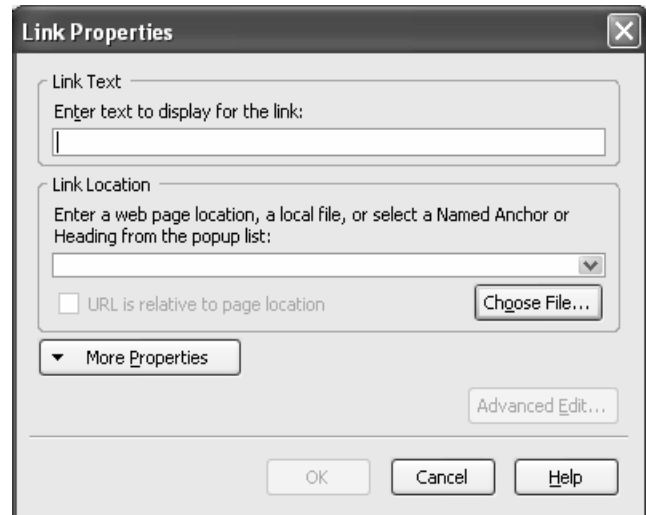 Link Properties
Link Text
Enter text to display for the link:
Link Location
Enter a web page location, a local file, or select a Named Anchor or
Heading from the popup list:
URL is relative to page location
Choose File...
More Properties
Advanced Edit...
OK Cancel Help